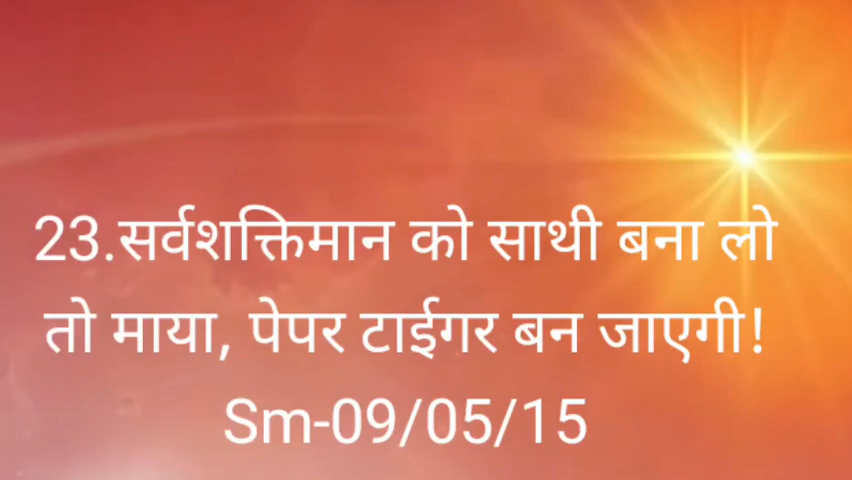 23.सर्वशक्तिमान को साथी बना लो
तो माया, पेपर टाईगर बन जाएगी!
Sm-09/05/15